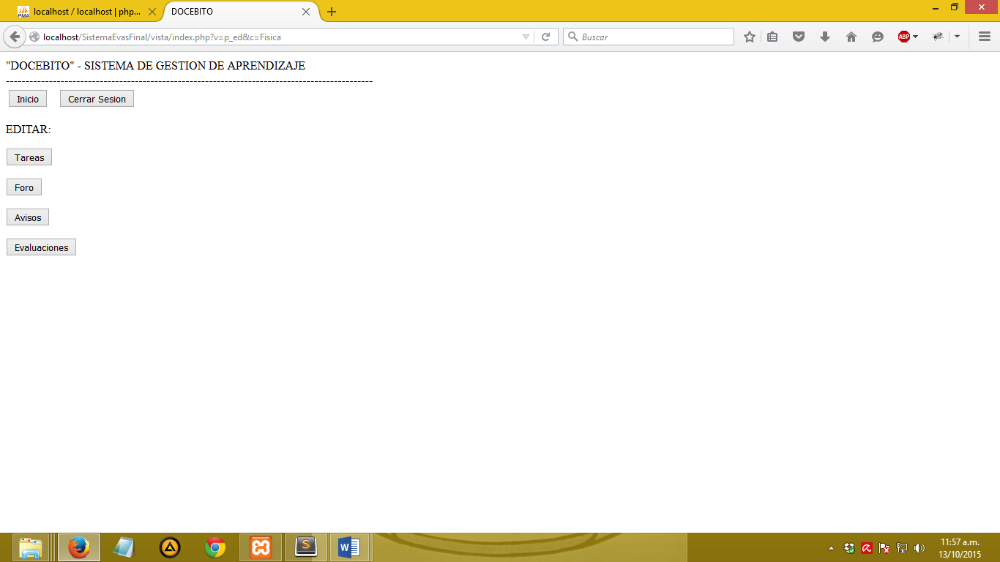 localhost / localhost | php...
DOCEBITO
localhost/SistemaEvasFinal/vista/index.php?v=p_ed&c=Fisica
Buscar
ABP
"DOCEBITO" - SISTEMA DE GESTION DE APRENDIZAJE
----------------------------------------------------------------------------------------------------
Inicio Cerrar Sesion
EDITAR:
Tareas
Foro
Avisos
Evaluaciones
11:57 a.m.
13/10/2015